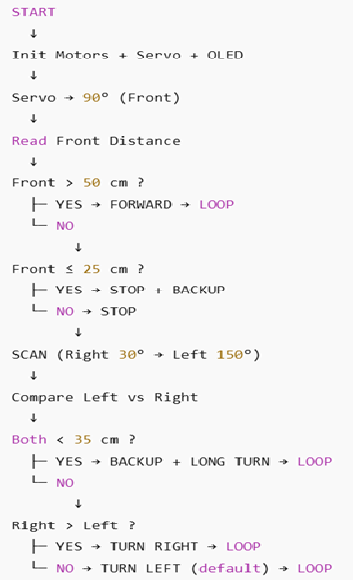 START
↓
Init Motors + Servo + OLED
↓
Servo → 90° (Front)
↓
Read Front Distance
↓
Front > 50 cm ?
├─ YES → FORWARD → LOOP
└─ NO
↓
Front ≤ 25 cm ?
├─ YES → STOP + BACKUP
└─ NO → STOP
↓
SCAN (Right 30° → Left 150°)
↓
Compare Left vs Right
↓
Both < 35 cm ?
├─ YES → BACKUP + LONG TURN → LOOP
└─ NO
↓
Right > Left ?
├─ YES → TURN RIGHT → LOOP
└─ NO → TURN LEFT (default) → LOOP